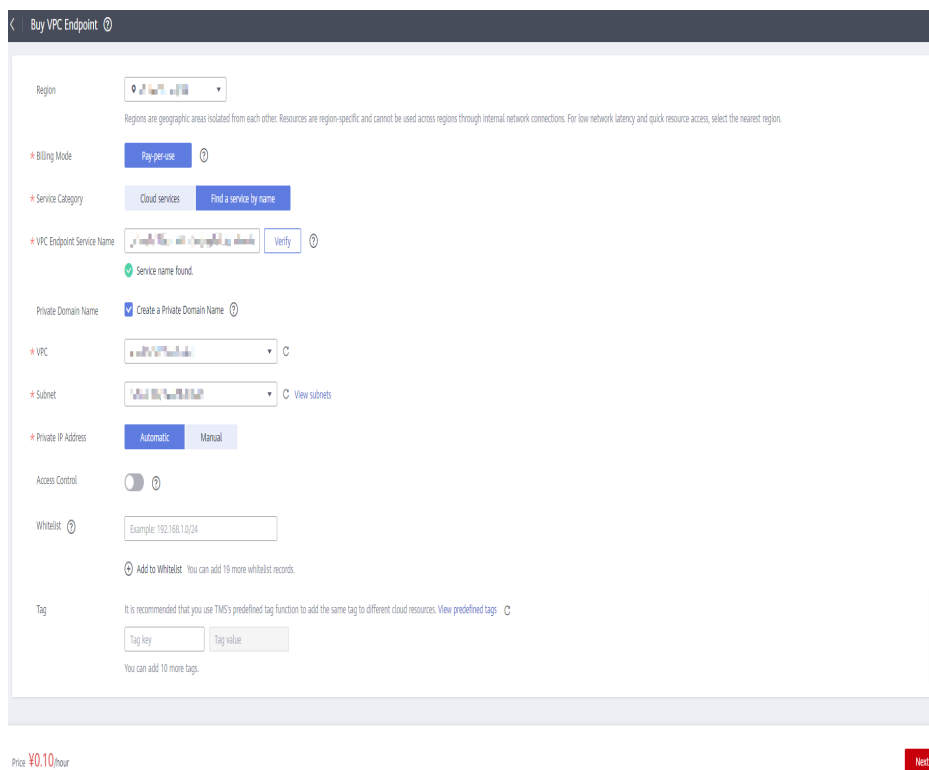 Buy VPC Endpoint ?
Region
Regions are geographic areas isolated from each other. Resources are region-specific and cannot be used across regions through internal network connections. For low network latency and quick resource access, select the nearest region.
* Billing Mode Pay-per-use ?
* Service Category Cloud services Find a service by name
* VPC Endpoint Service Name Verify ?
Service name found.
Private Domain Name Create a Private Domain Name ?
* VPC
* Subnet View subnets
* Private IP Address Automatic Manual
Access Control ?
Whitelist ? Example: 192.168.1.0/24
Add to Whitelist You can add 19 more whitelist records.
Tag It is recommended that you use TMS's predefined tag function to add the same tag to different cloud resources. View predefined tags
Tag key Tag value
You can add 10 more tags.
Price ¥0.10/hour Next